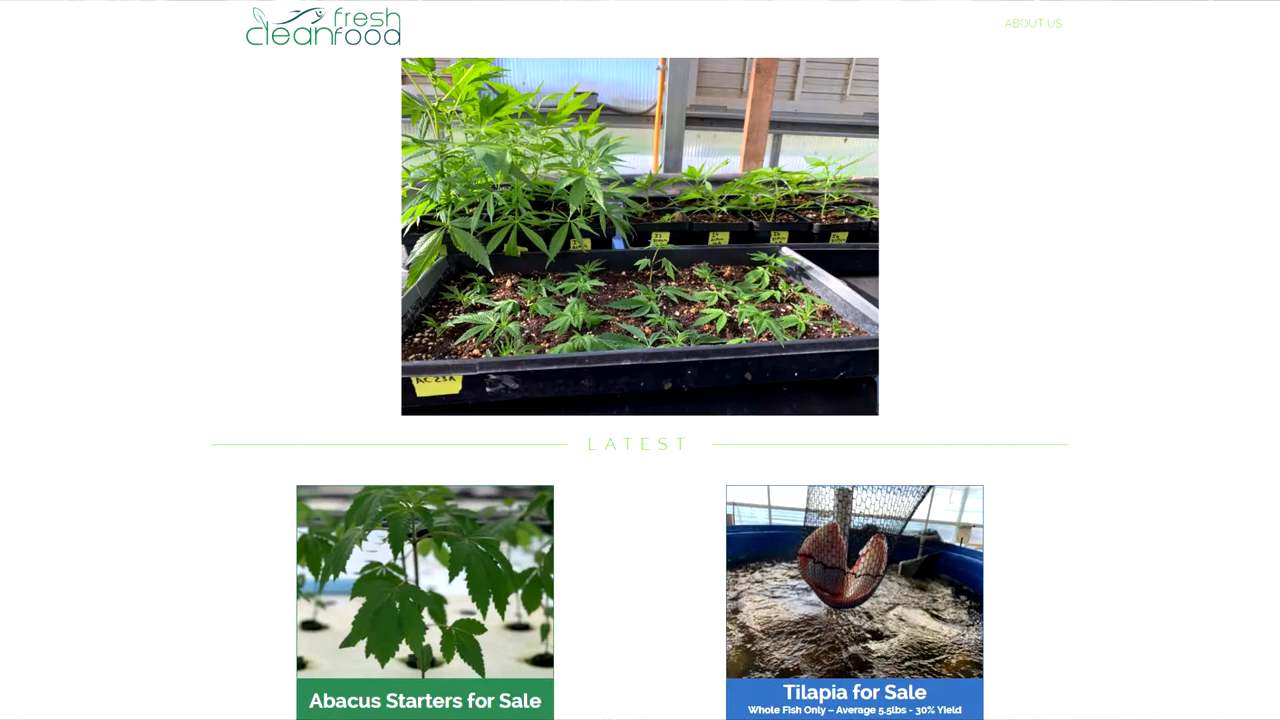 fresh
cleanfood
ABOUT US
AC23A
LATEST
Abacus Starters for Sale
Tilapia for Sale
Whole Fish Only – Average 5.5lbs - 30% Yield